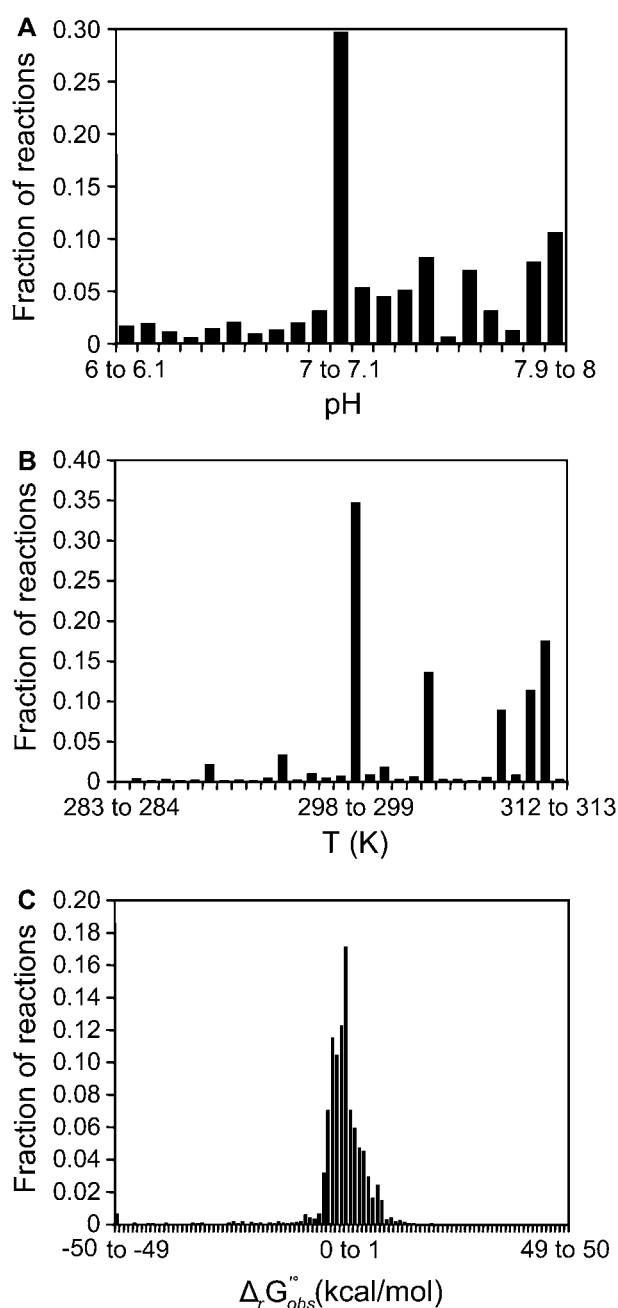 A
Fraction of reactions
0.30
0.25
0.20
0.15
0.10
0.05
0
6 to 6.1
7 to 7.1
7.9 to 8
pH
B
Fraction of reactions
0.40
0.35
0.30
0.25
0.20
0.15
0.10
0.05
0
283 to 284
298 to 299
312 to 313
T (K)
C
Fraction of reactions
0.20
0.18
0.16
0.14
0.12
0.10
0.08
0.06
0.04
0.02
0
-50 to -49
0 to 1
49 to 50
ΔrG'°obs(kcal/mol)